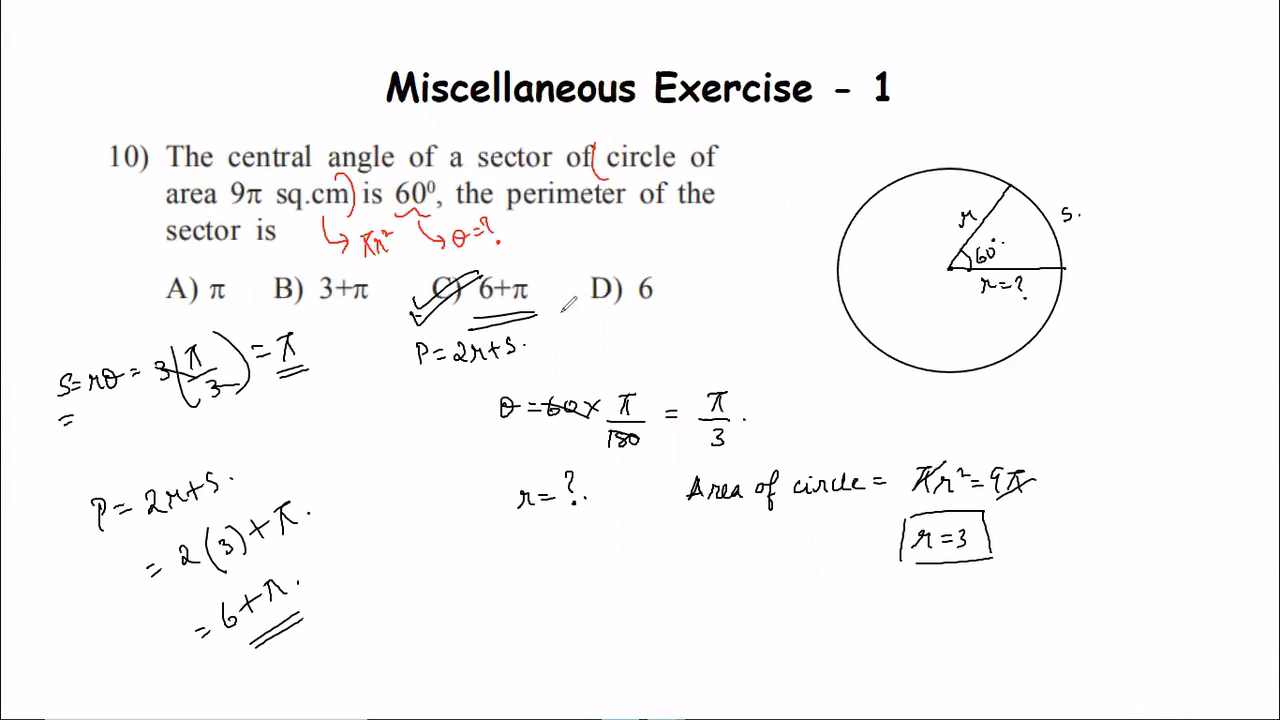 Miscellaneous Exercise - 1
10) The central angle of a sector of circle of
area 9π sq.cm is 60⁰, the perimeter of the
sector is
πr²
θ=?
A) π B) 3+π C) 6+π D) 6
r
S.
60°
r=?
S=rθ= 3(π/3) = π
=
P=2r+S.
θ = 60× π/180 = π/3.
r=?.
Area of circle = πr²=9π
r=3
P= 2r+S.
= 2(3)+π.
= 6+π.